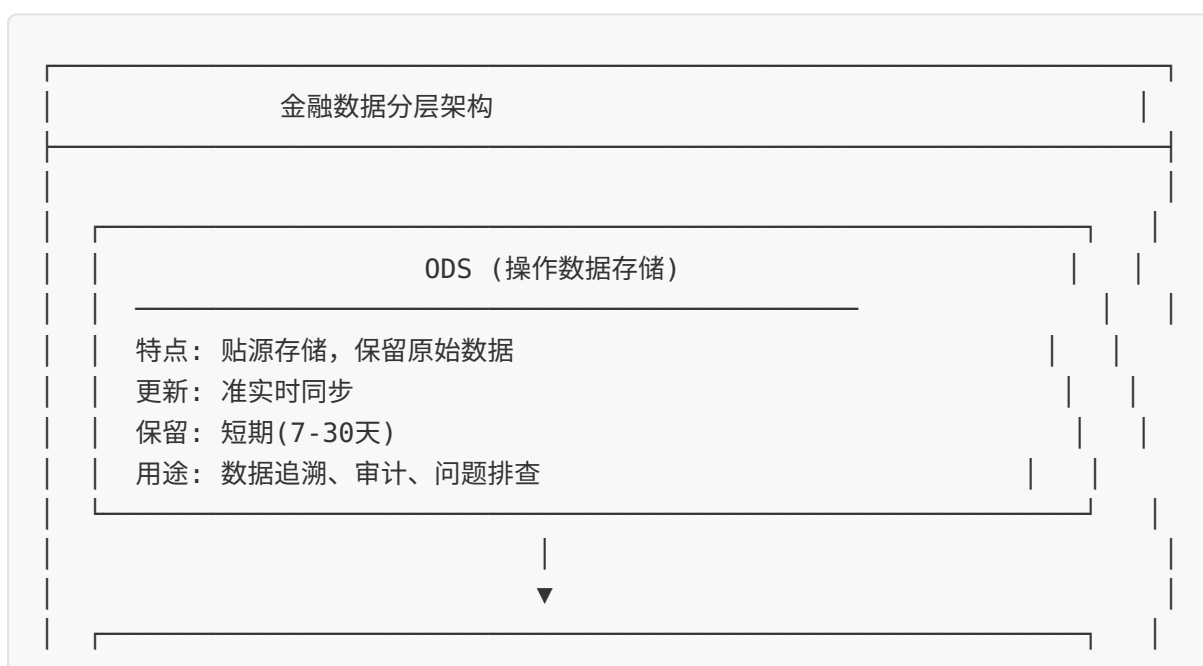 金融数据分层架构
ODS (操作数据存储)
特点: 贴源存储，保留原始数据
更新: 准实时同步
保留: 短期(7-30天)
用途: 数据追溯、审计、问题排查